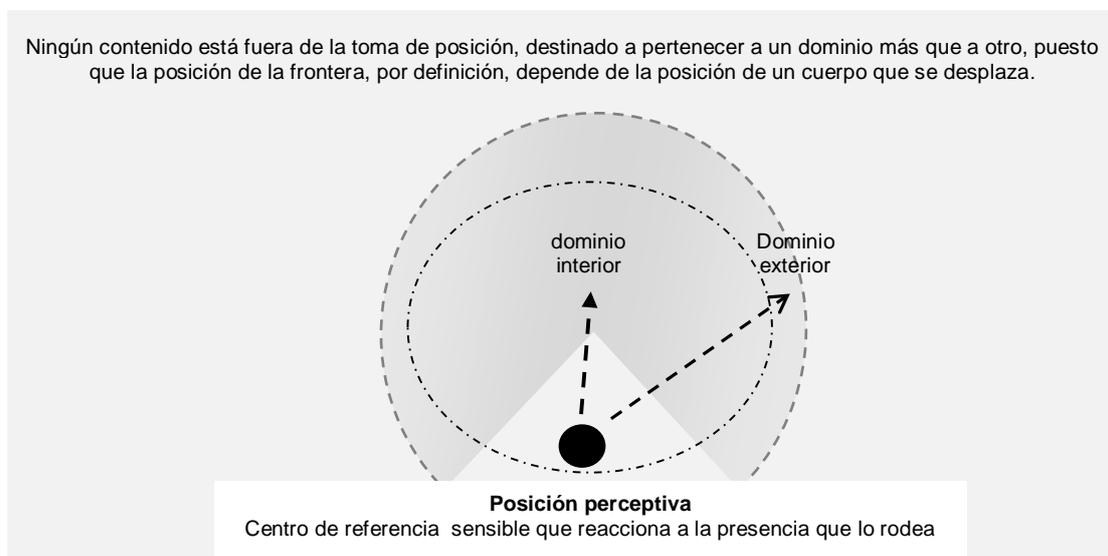 Ningún contenido está fuera de la toma de posición, destinado a pertenecer a un dominio más que a otro, puesto
que la posición de la frontera, por definición, depende de la posición de un cuerpo que se desplaza.
dominio
interior
Dominio
exterior
Posición perceptiva
Centro de referencia sensible que reacciona a la presencia que lo rodea